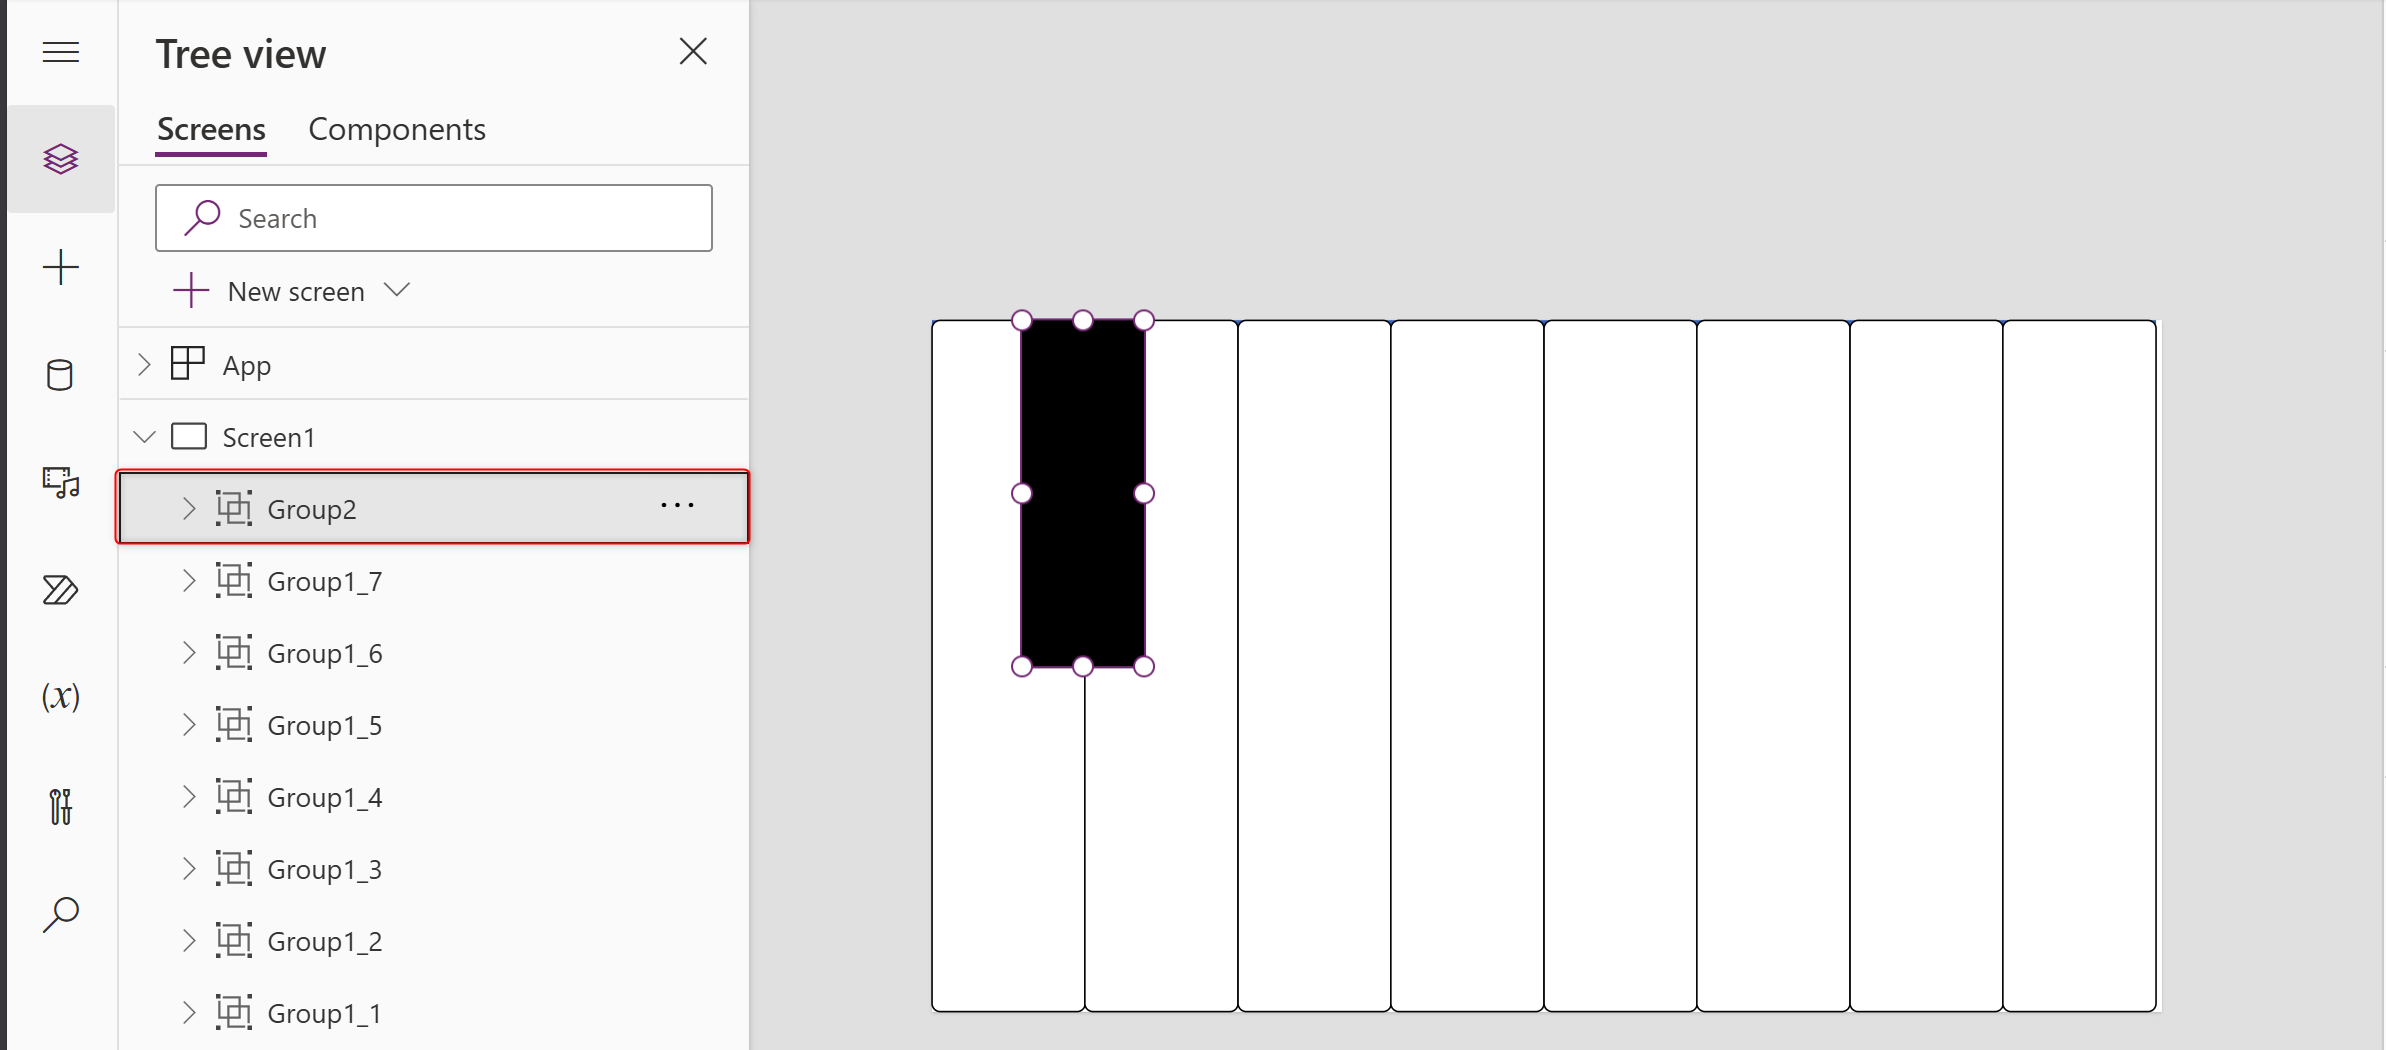 Tree view
Screens Components
Search
New screen
App
Screen1
Group2
Group1_7
Group1_6
Group1_5
(x)
Group1_4
Group1_3
Group1_2
Group1_1